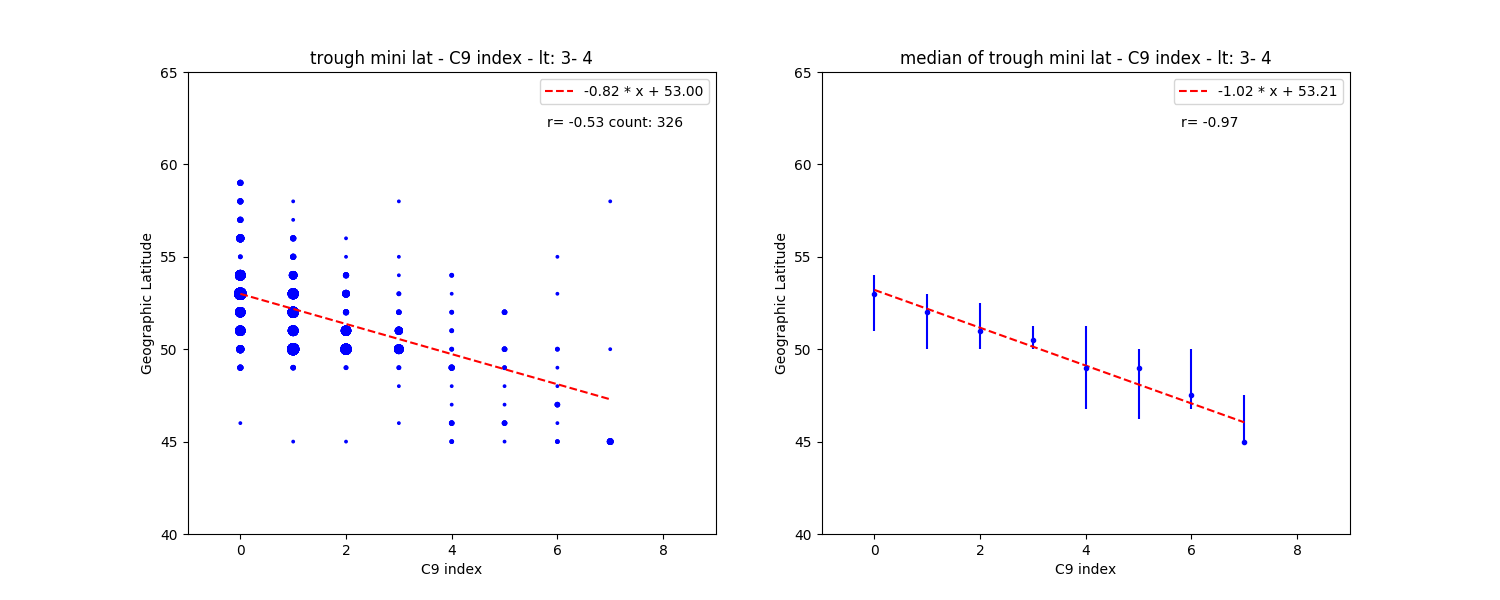 trough mini lat - C9 index - lt: 3- 4
-0.82 * x + 53.00
r= -0.53 count: 326
65
60
55
50
45
40
Geographic Latitude
0
2
4
6
8
C9 index
median of trough mini lat - C9 index - lt: 3- 4
-1.02 * x + 53.21
r= -0.97
65
60
55
50
45
40
Geographic Latitude
0
2
4
6
8
C9 index